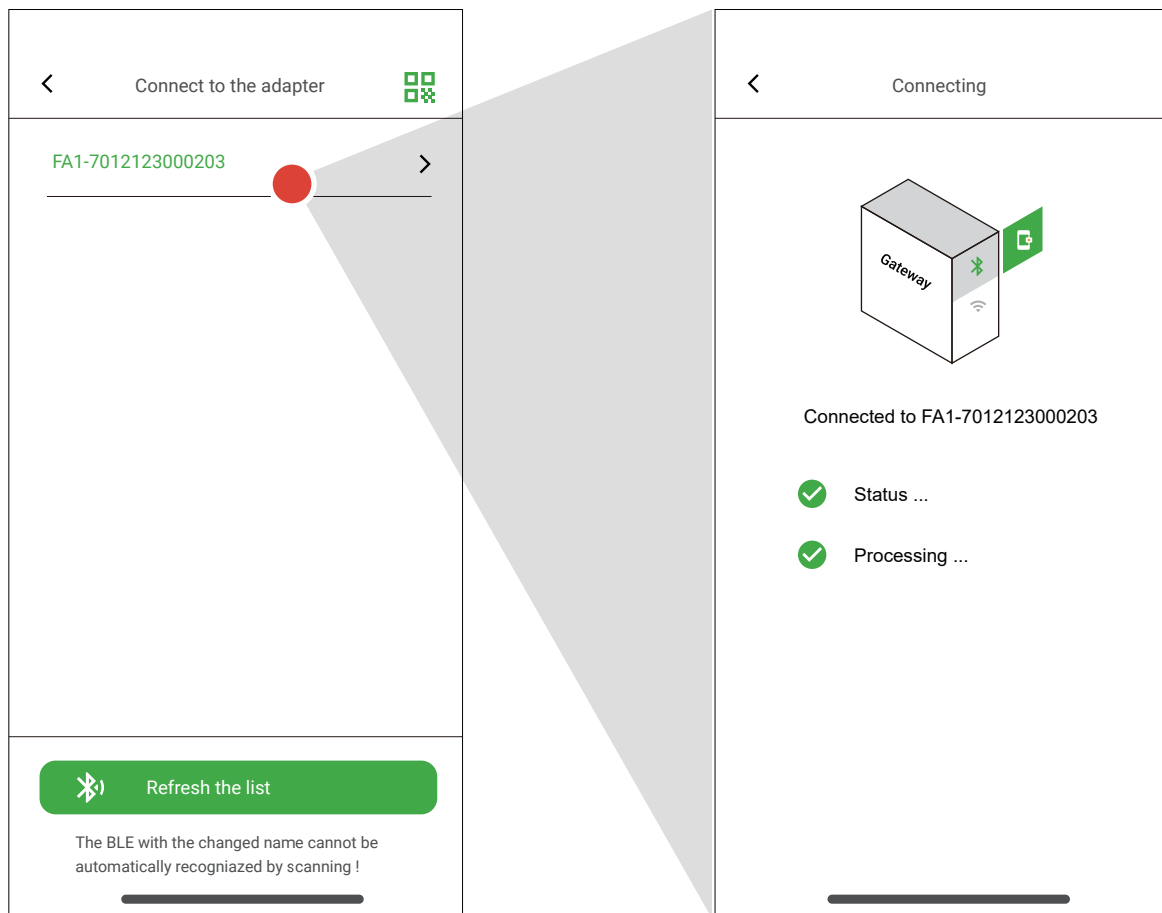 Connect to the adapter
FA1-7012123000203
Refresh the list
The BLE with the changed name cannot be
automatically recogniazed by scanning !
Connecting
Gateway
Connected to FA1-7012123000203
Status ...
Processing ...